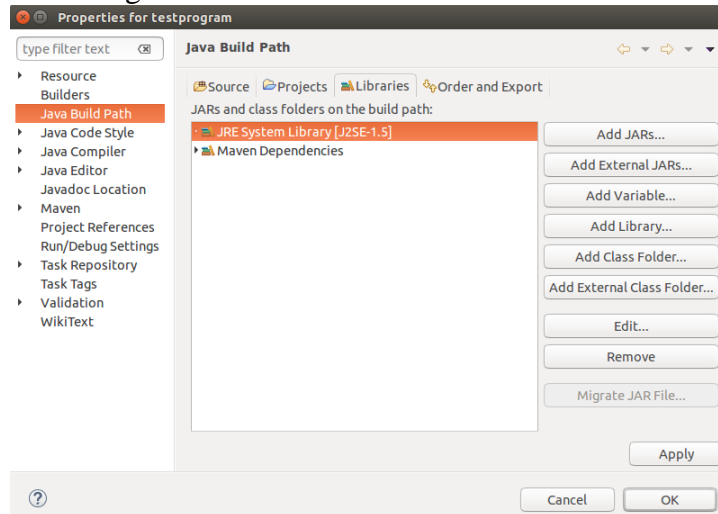 Properties for testprogram
type filter text
Java Build Path
Resource
Builders
Java Build Path
Java Code Style
Java Compiler
Java Editor
Javadoc Location
Maven
Project References
Run/Debug Settings
Task Repository
Task Tags
Validation
WikiText
Source Projects Libraries Order and Export
JARs and class folders on the build path:
JRE System Library [J2SE-1.5]
Maven Dependencies
Add JARs...
Add External JARs...
Add Variable...
Add Library...
Add Class Folder...
Add External Class Folder...
Edit...
Remove
Migrate JAR File...
Apply
? Cancel OK